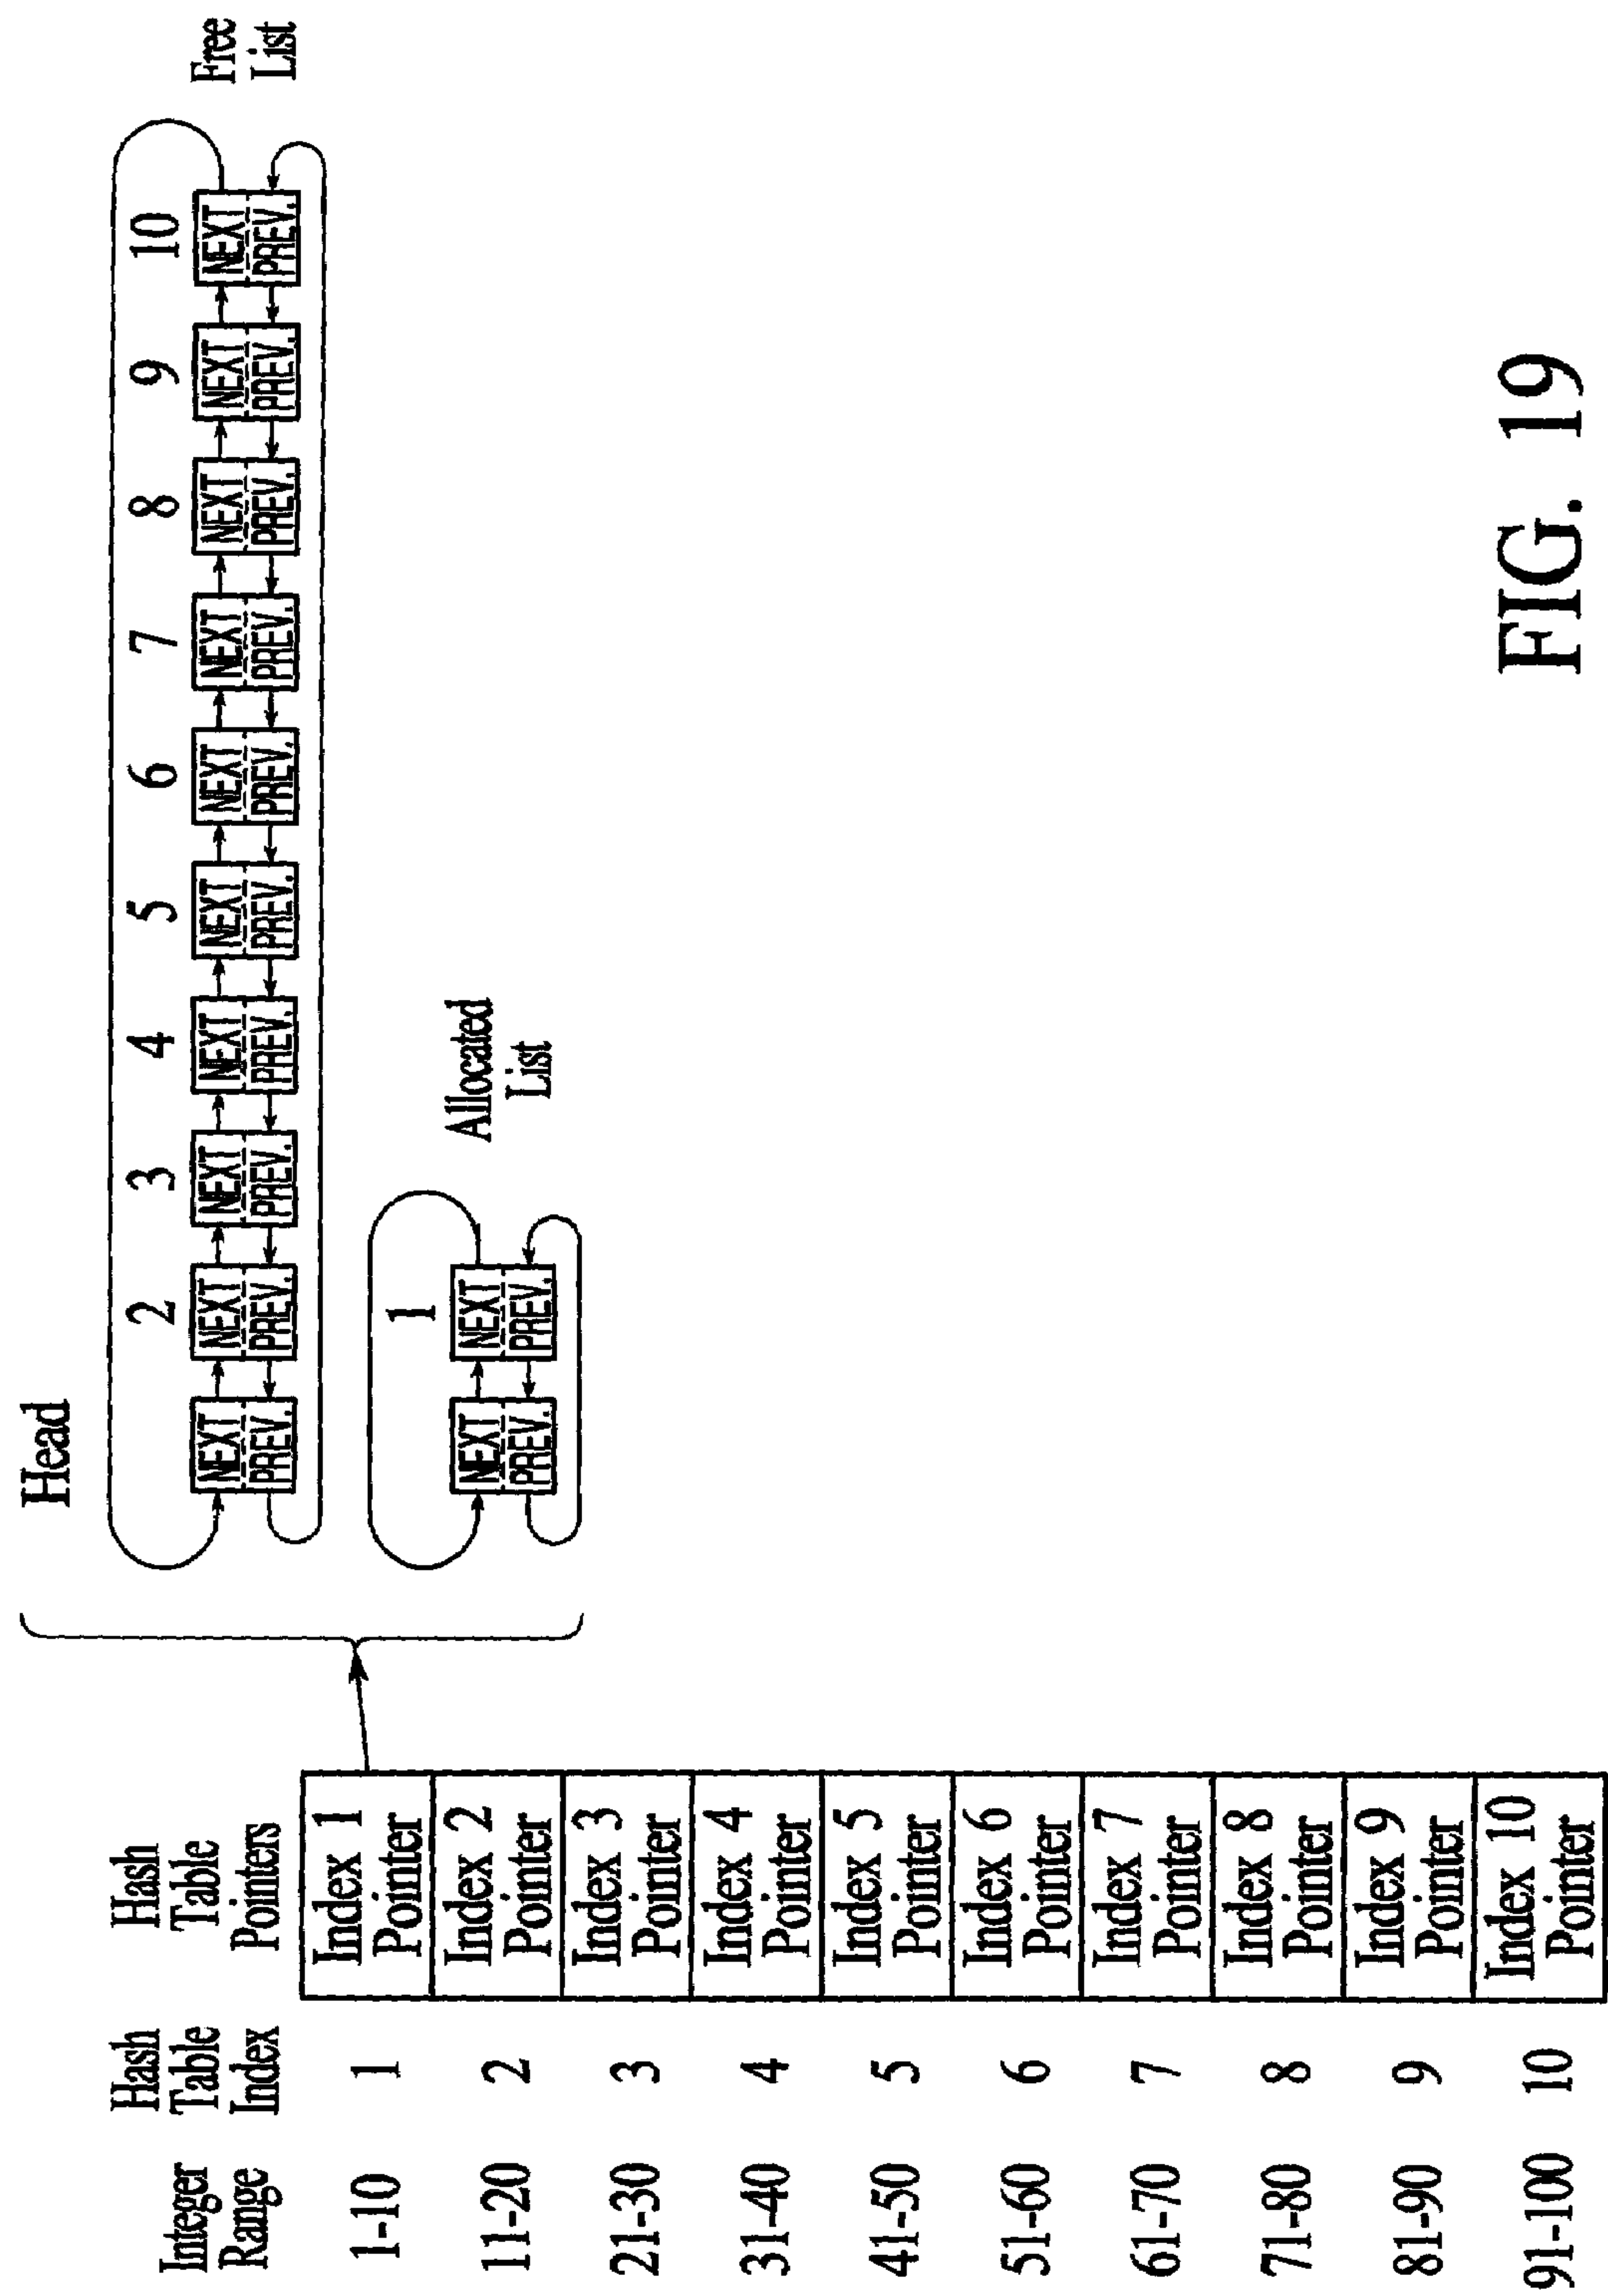 Head
2 3 4 5 6 7 8 9 10
NEXT NEXT NEXT NEXT NEXT NEXT NEXT NEXT NEXT NEXT
PREV. PREV. PREV. PREV. PREV. PREV. PREV. PREV. PREV. PREV.
Free
List
1
NEXT NEXT
PREV. PREV.
Allocated
List
Integer
Range
Hash
Table
Index
Hash
Table
Pointers
1-10 1 Index 1
Pointer
11-20 2 Index 2
Pointer
21-30 3 Index 3
Pointer
31-40 4 Index 4
Pointer
41-50 5 Index 5
Pointer
51-60 6 Index 6
Pointer
61-70 7 Index 7
Pointer
71-80 8 Index 8
Pointer
81-90 9 Index 9
Pointer
91-100 10 Index 10
Pointer
FIG. 19